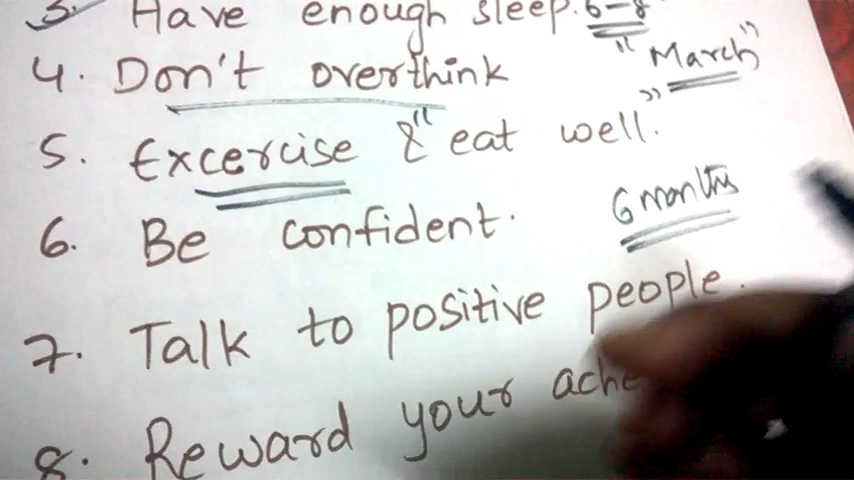 3. Have enough sleep. 6-8
"March"
4. Don't overthink
5. Excercise & "eat well."
6 months
6. Be confident.
7. Talk to positive people.
8. Reward your